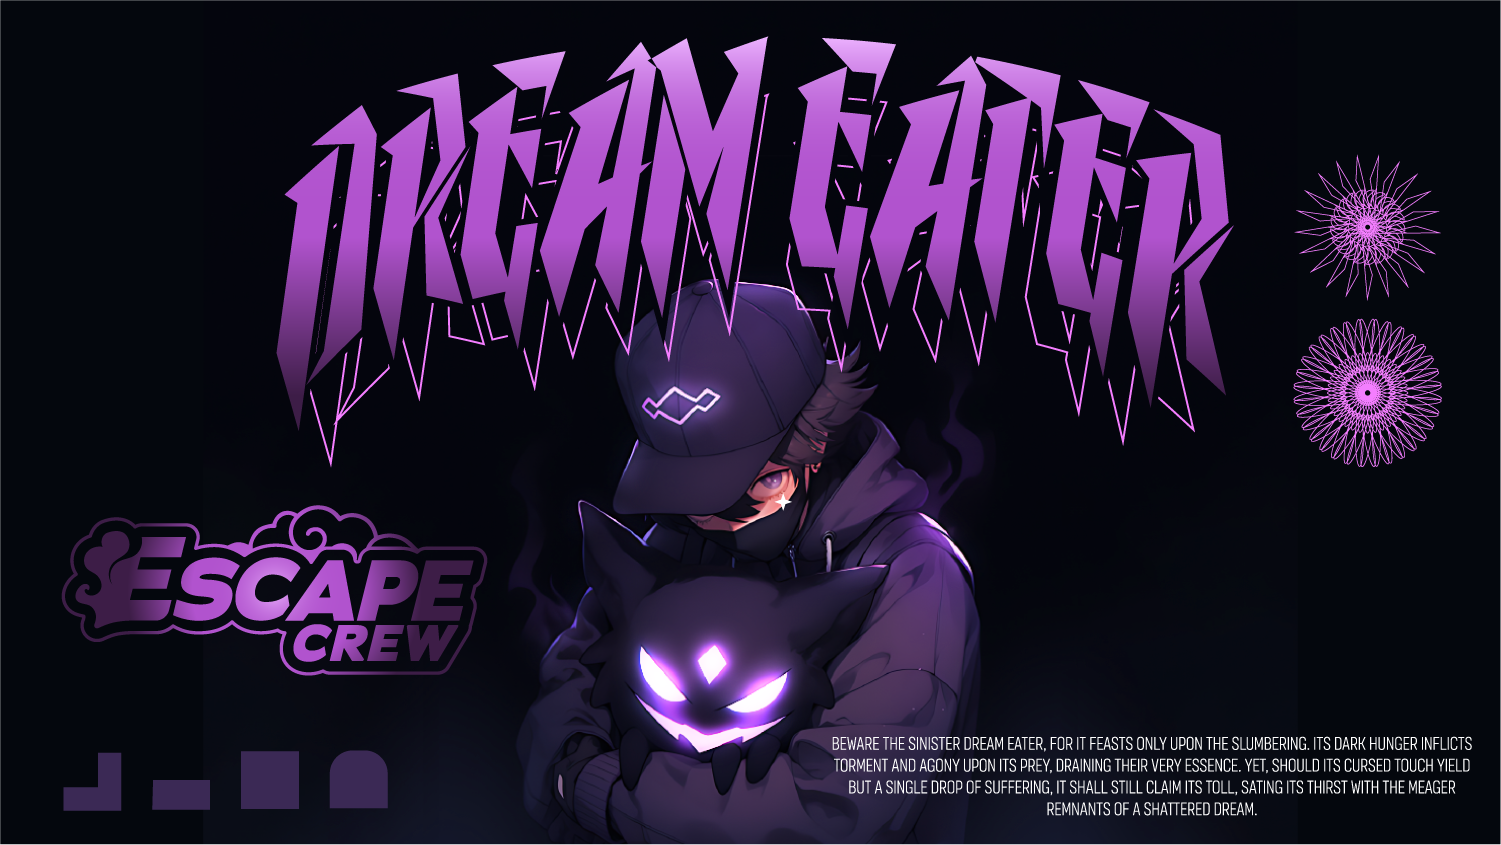 DREAM EATER
ESCAPE
CREW
BEWARE THE SINISTER DREAM EATER, FOR IT FEASTS ONLY UPON THE SLUMBERING. ITS DARK HUNGER INFLICTS
TORMENT AND AGONY UPON ITS PREY, DRAINING THEIR VERY ESSENCE. YET, SHOULD ITS CURSED TOUCH YIELD
BUT A SINGLE DROP OF SUFFERING, IT SHALL STILL CLAIM ITS TOLL, SATING ITS THIRST WITH THE MEAGER
REMNANTS OF A SHATTERED DREAM.